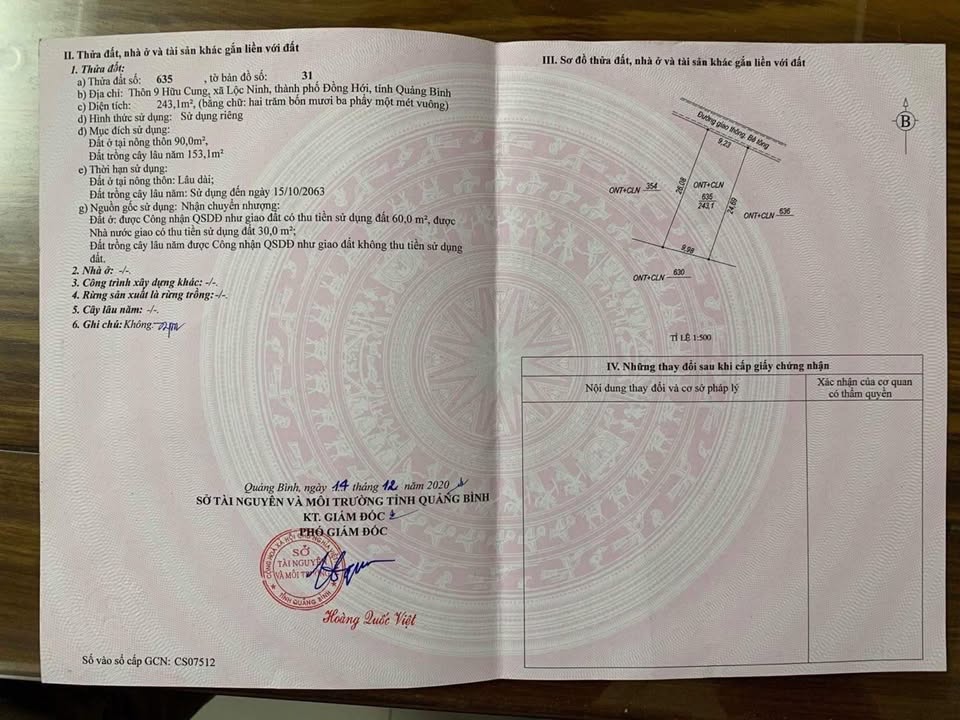 II. Thửa đất, nhà ở và tài sản khác gắn liền với đất
1. Thửa đất:
a) Thửa đất số: 635 , tờ bản đồ số: 31
b) Địa chỉ: Thôn 9 Hữu Cung, xã Lộc Ninh, thành phố Đồng Hới, tỉnh Quảng Bình
c) Diện tích: 243,1m², (bằng chữ: hai trăm bốn mươi ba phẩy một mét vuông)
d) Hình thức sử dụng: Sử dụng riêng
đ) Mục đích sử dụng:
Đất ở tại nông thôn 90,0m²,
Đất trồng cây lâu năm 153,1m²
e) Thời hạn sử dụng:
Đất ở tại nông thôn: Lâu dài;
Đất trồng cây lâu năm: Sử dụng đến ngày 15/10/2063
g) Nguồn gốc sử dụng: Nhận chuyển nhượng:
Đất ở: được Công nhận QSDĐ như giao đất có thu tiền sử dụng đất 60,0 m², được
Nhà nước giao có thu tiền sử dụng đất 30,0 m²;
Đất trồng cây lâu năm được Công nhận QSDĐ như giao đất không thu tiền sử dụng
đất.
2. Nhà ở: -/-.
3. Công trình xây dựng khác: -/-.
4. Rừng sản xuất là rừng trồng:-/-.
5. Cây lâu năm: -/-.
6. Ghi chú:Không.
Quảng Bình, ngày 14 tháng 12 năm 2020
SỞ TÀI NGUYÊN VÀ MÔI TRƯỜNG TỈNH QUẢNG BÌNH
KT. GIÁM ĐỐC
PHÓ GIÁM ĐỐC
SỞ
TÀI NGUYÊN
VÀ MÔI TRƯỜNG
TỈNH QUẢNG BÌNH
Hoàng Quốc Việt
Số vào sổ cấp GCN: CS07512
III. Sơ đồ thửa đất, nhà ở và tài sản khác gắn liền với đất
B
Đường giao thông, Bê tông
9,23
ONT+CLN 354
26,08
ONT+CLN
635
243,1
24,69
ONT+CLN 636
9,98
ONT+CLN 630
TỈ LỆ 1:500
IV. Những thay đổi sau khi cấp giấy chứng nhận
Nội dung thay đổi và cơ sở pháp lý
Xác nhận của cơ quan
có thẩm quyền